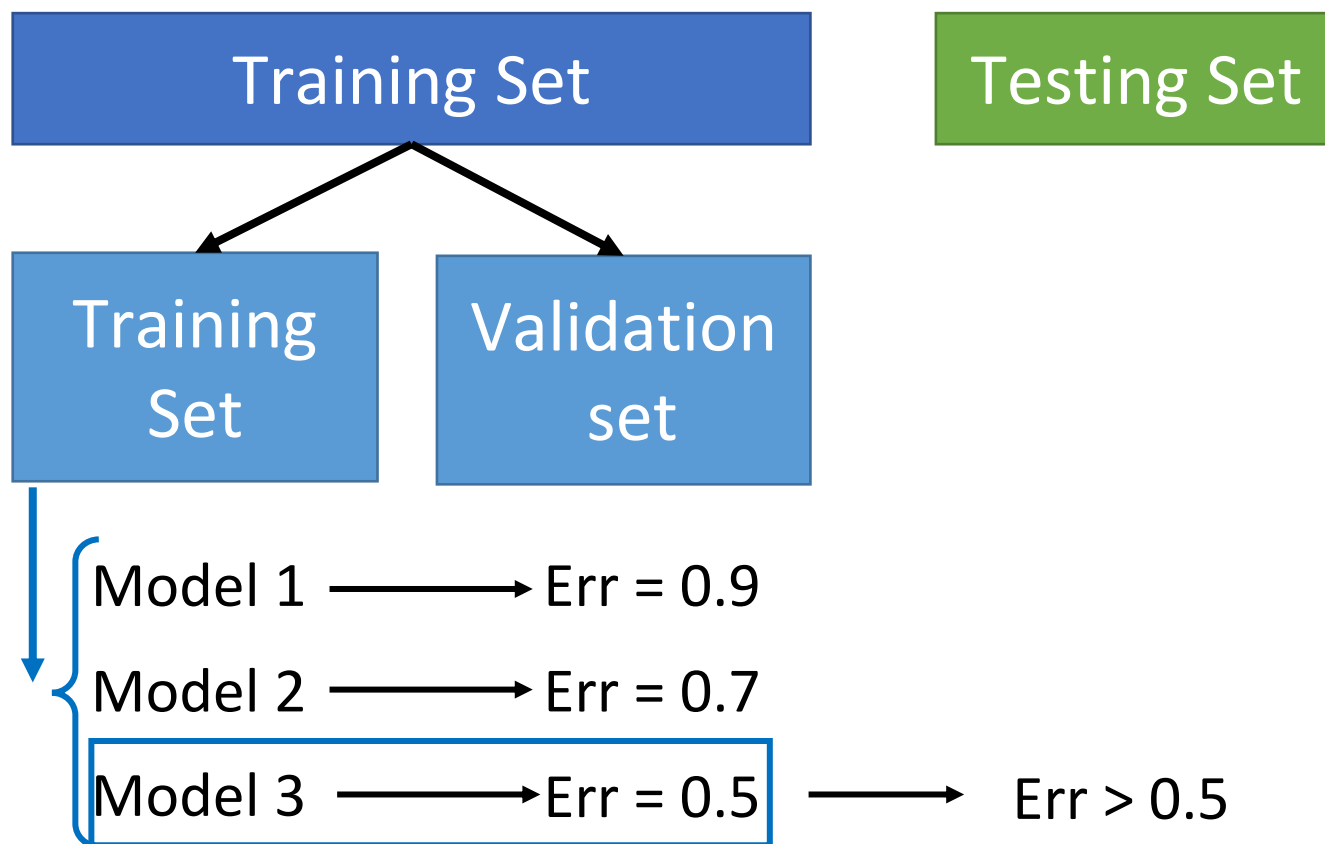 Training Set
Testing Set
Training
Set
Validation
set
Model 1
Err = 0.9
Model 2
Err = 0.7
Model 3
Err = 0.5
Err > 0.5